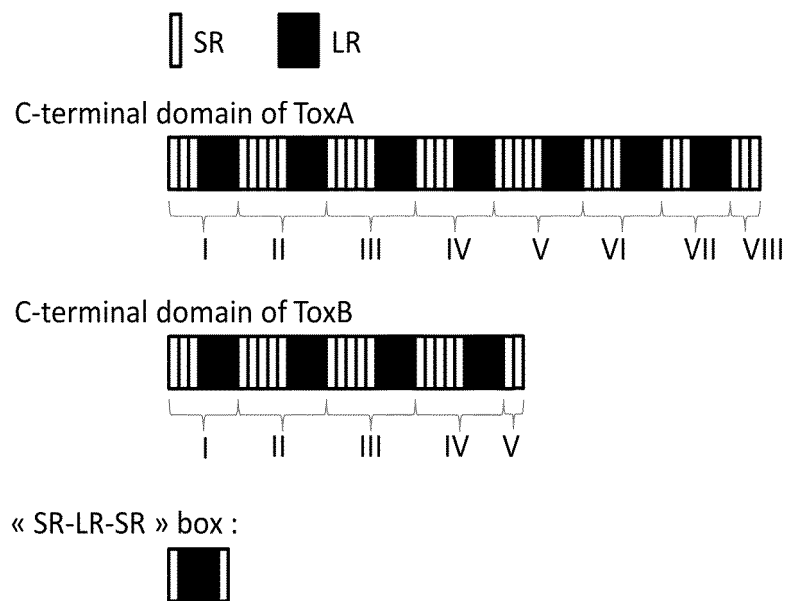 SR LR
C-terminal domain of ToxA
I II III IV V VI VII VIII
C-terminal domain of ToxB
I II III IV V
« SR-LR-SR » box :